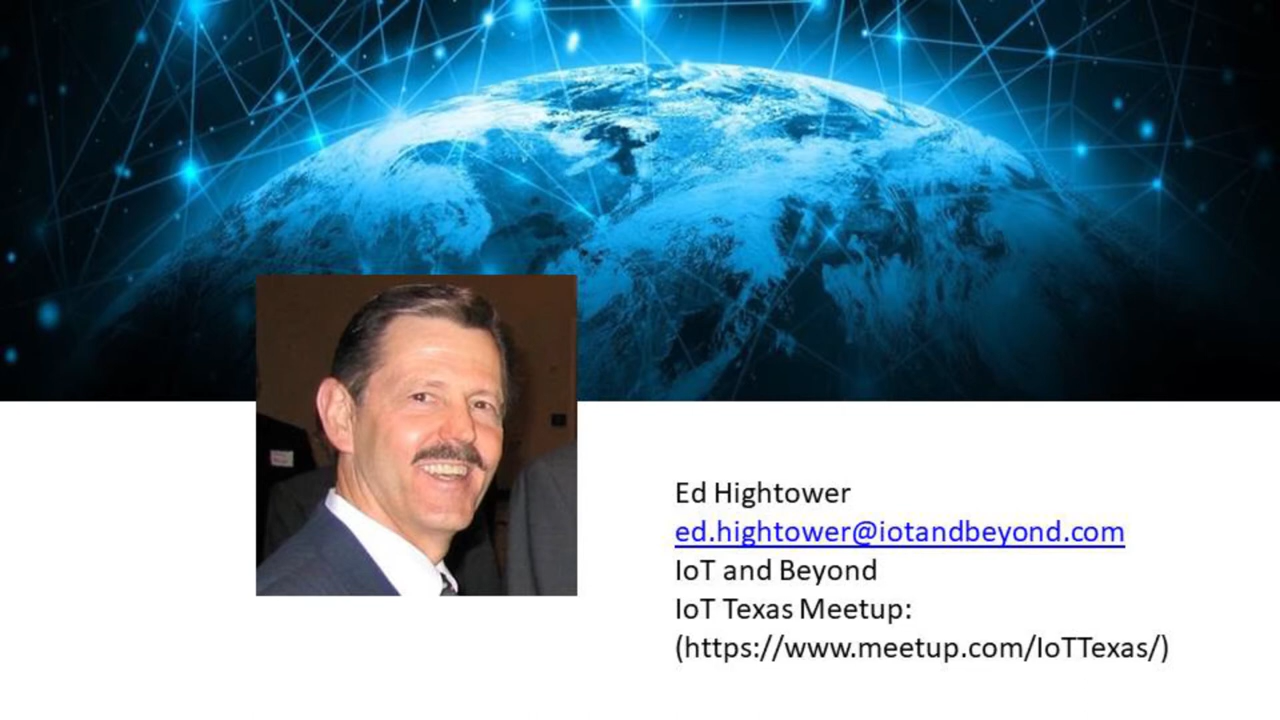 Ed Hightower
ed.hightower@iotandbeyond.com
IoT and Beyond
IoT Texas Meetup:
(https://www.meetup.com/IoTTexas/)